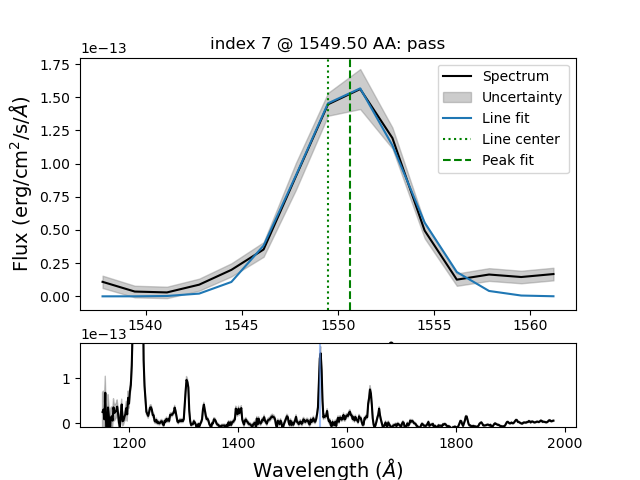 index 7 @ 1549.50 AA: pass
1e−13
1.75
1.50
1.25
1.00
0.75
0.50
0.25
0.00
Flux (erg/cm²/s/Å)
Spectrum
Uncertainty
Line fit
Line center
Peak fit
1540 1545 1550 1555 1560
1e−13
1
0
1200 1400 1600 1800 2000
Wavelength (Å)